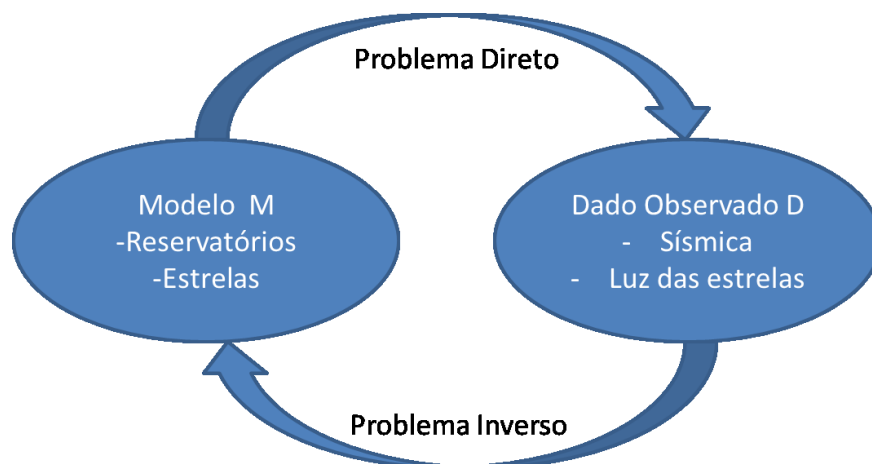 Problema Direto
Modelo M
-Reservatórios
-Estrelas
Dado Observado D
- Sísmica
- Luz das estrelas
Problema Inverso